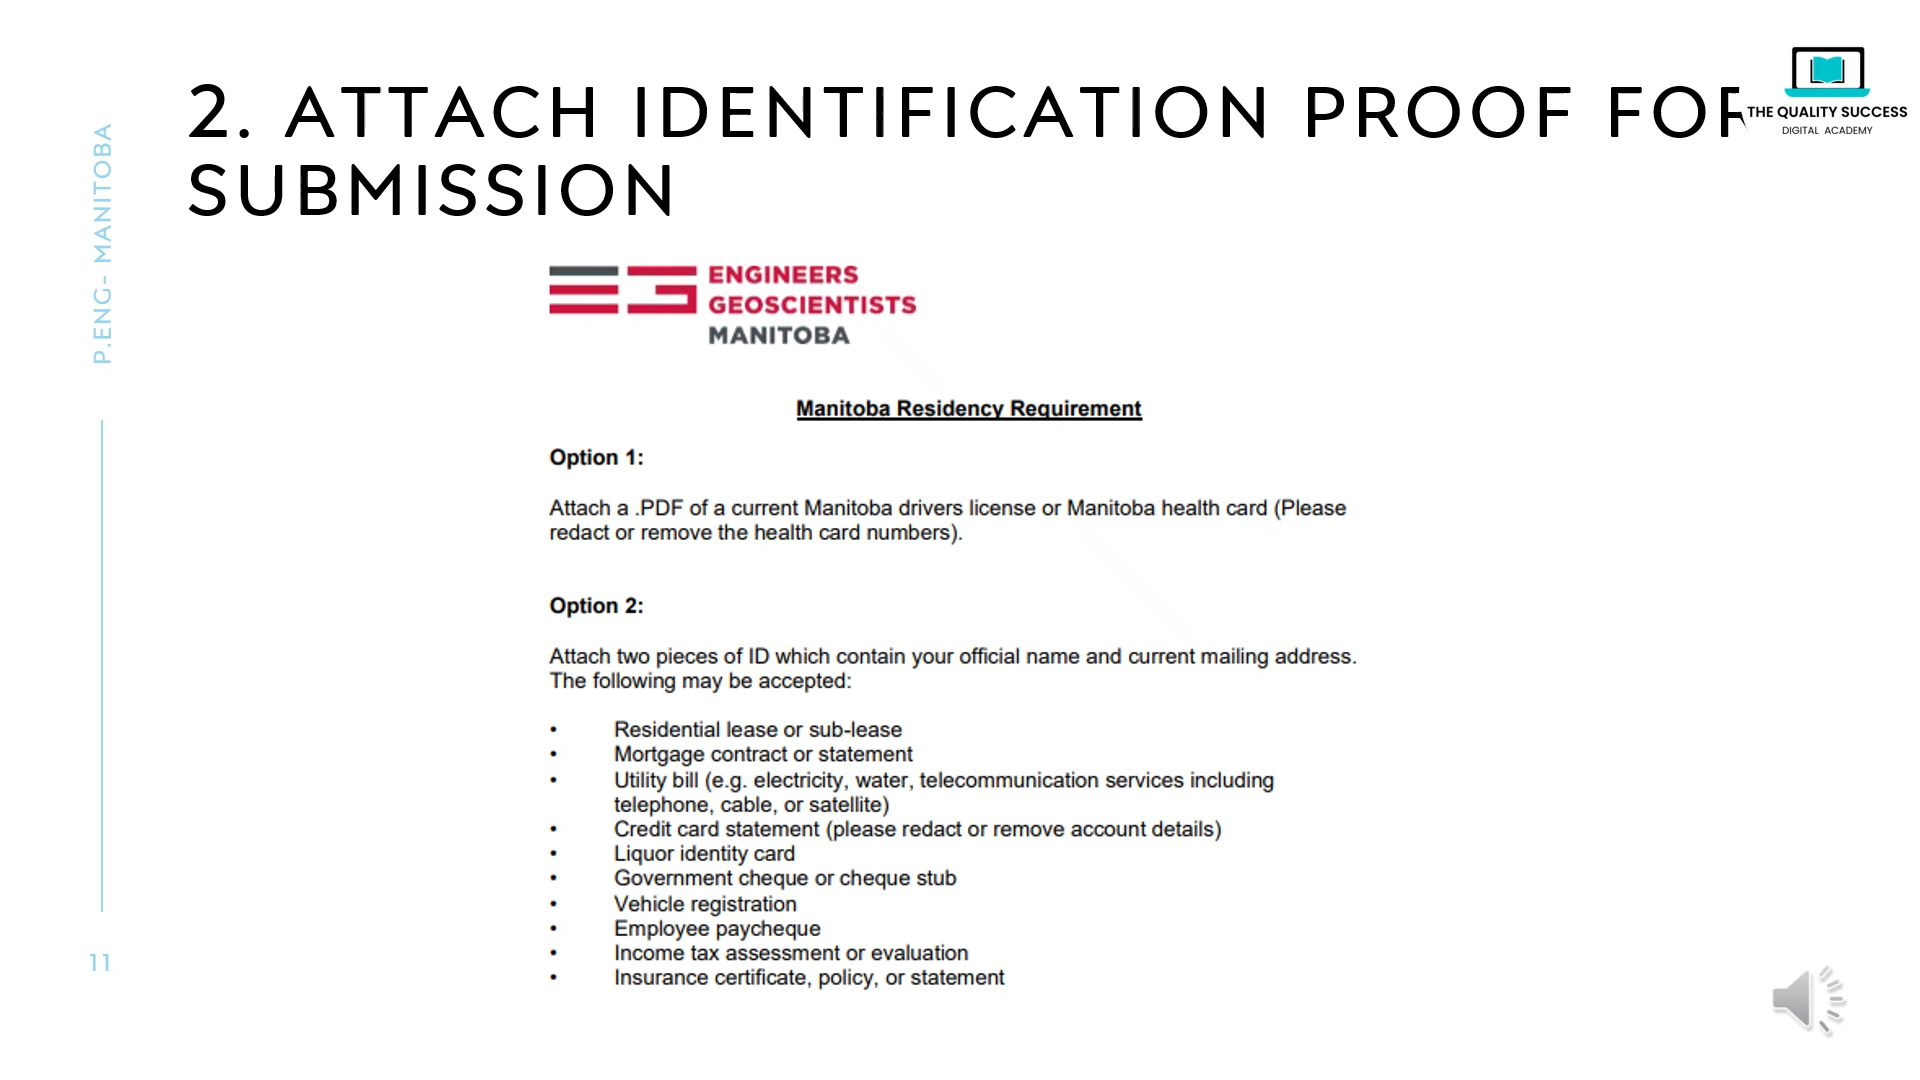 2. ATTACH IDENTIFICATION PROOF FOR
SUBMISSION
THE QUALITY SUCCESS
DIGITAL ACADEMY
P.ENG- MANITOBA
ENGINEERS
GEOSCIENTISTS
MANITOBA
Manitoba Residency Requirement
Option 1:
Attach a .PDF of a current Manitoba drivers license or Manitoba health card (Please
redact or remove the health card numbers).
Option 2:
Attach two pieces of ID which contain your official name and current mailing address.
The following may be accepted:
• Residential lease or sub-lease
• Mortgage contract or statement
• Utility bill (e.g. electricity, water, telecommunication services including
telephone, cable, or satellite)
• Credit card statement (please redact or remove account details)
• Liquor identity card
• Government cheque or cheque stub
• Vehicle registration
• Employee paycheque
• Income tax assessment or evaluation
• Insurance certificate, policy, or statement
11